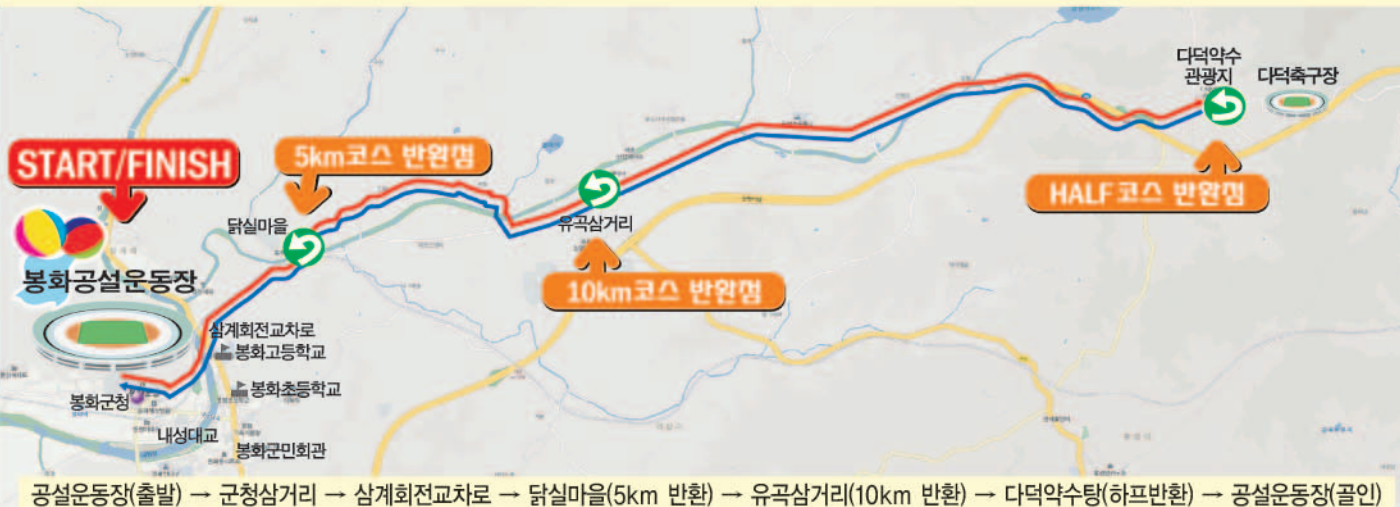 다덕약수
관광지
다덕축구장
START/FINISH
5km코스 반환점
HALF코스 반환점
닭실마을
유곡삼거리
봉화공설운동장
10km코스 반환점
삼계회전교차로
봉화고등학교
봉화초등학교
봉화군청
내성대교
봉화군민회관
공설운동장(출발) → 군청삼거리 → 삼계회전교차로 → 닭실마을(5km 반환) → 유곡삼거리(10km 반환) → 다덕약수탕(하프반환) → 공설운동장(골인)